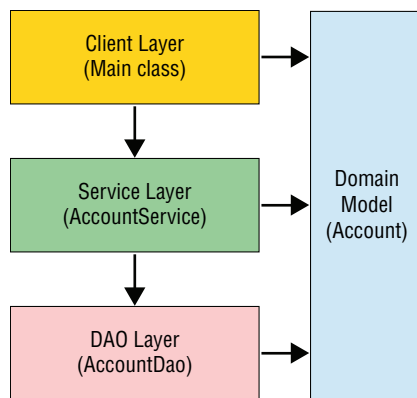 Client Layer
(Main class)
Service Layer
(AccountService)
Domain
Model
(Account)
DAO Layer
(AccountDao)